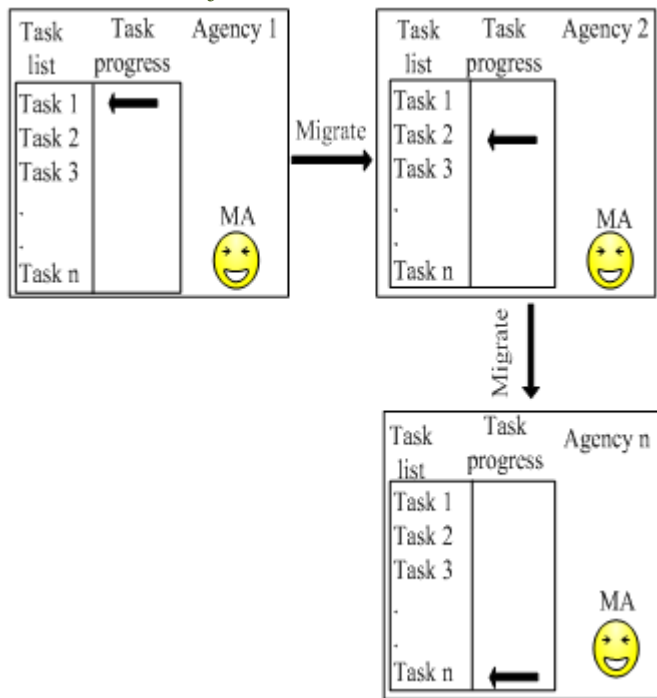 Task Task Agency 1
list progress
Task 1
Task 2
Task 3
.
.
Task n
MA
Migrate
Task Task Agency 2
list progress
Task 1
Task 2
Task 3
.
.
Task n
MA
Migrate
Task Task Agency n
list progress
Task 1
Task 2
Task 3
.
.
Task n
MA